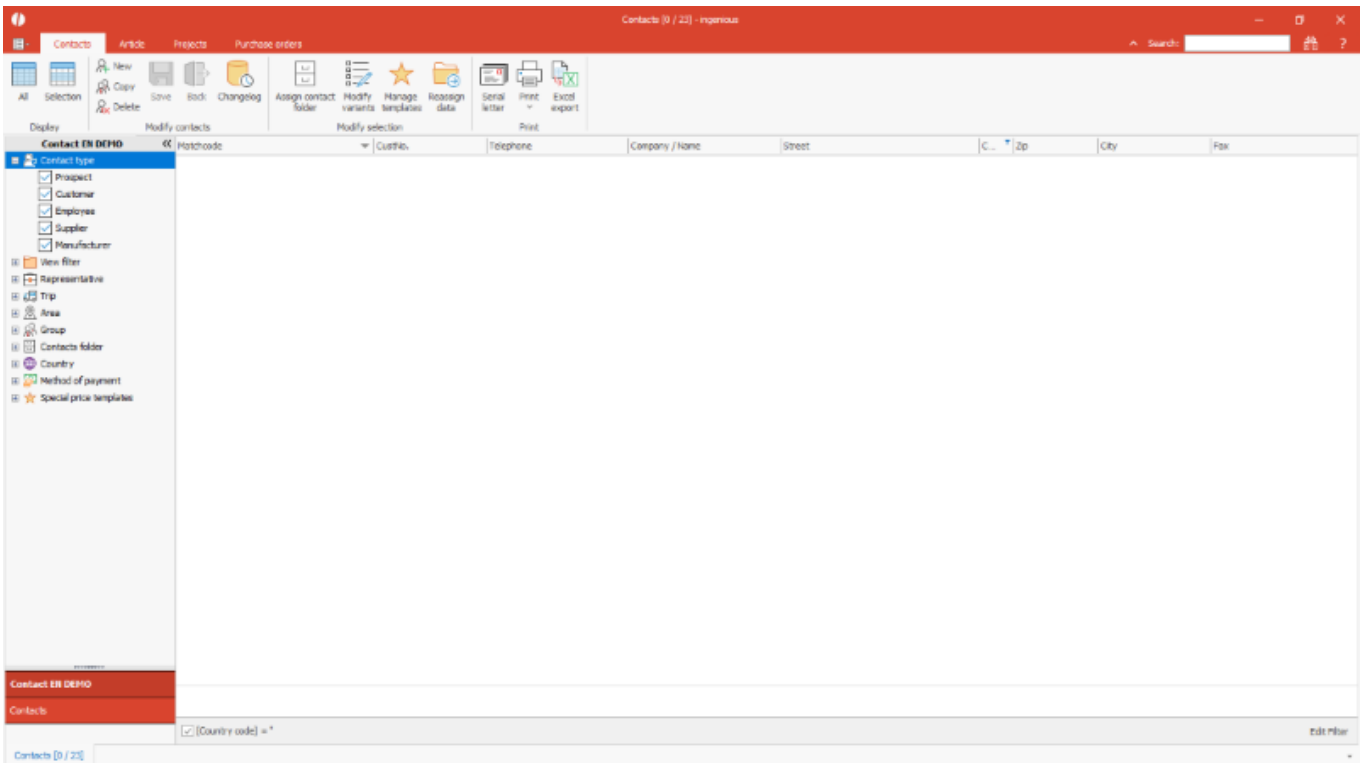 Contacts [0 / 23] - ingenious
Contacts Article Projects Purchase orders Search: ?
All Selection New Copy Delete Save Back Changelog Assign contact folder Modify variants Manage templates Reassign data Serial letter Print Excel export
Display Modify contacts Modify selection Print
Contact EN DEMO
Matchcode CustNo. Telephone Company / Name Street C... Zip City Fax
Contact type
Prospect
Customer
Employee
Supplier
Manufacturer
View filter
Representative
Trip
Area
Group
Contacts folder
Country
Method of payment
Special price templates
Contact EN DEMO
Contacts
[Country code] = * Edit Filter
Contacts [0 / 23]